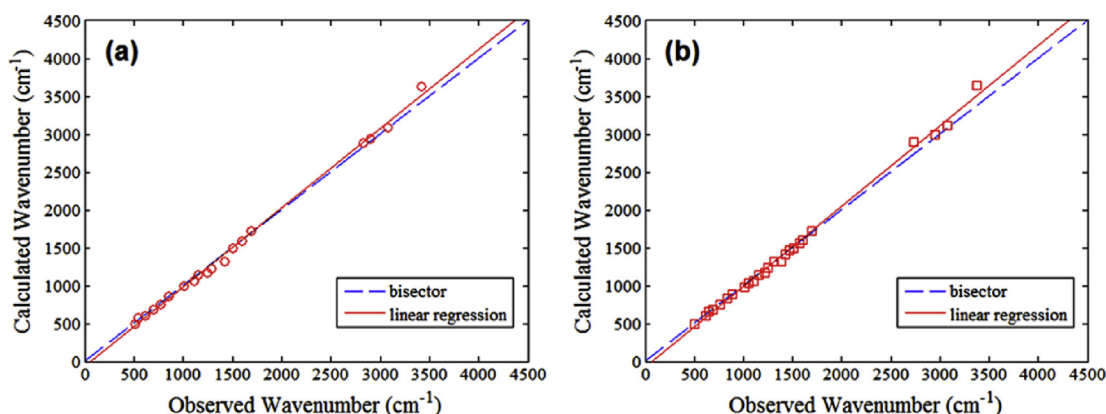 (a)
Calculated Wavenumber (cm⁻¹)
4500
4000
3500
3000
2500
2000
1500
1000
500
0
0 500 1000 1500 2000 2500 3000 3500 4000 4500
Observed Wavenumber (cm⁻¹)
bisector
linear regression
(b)
Calculated Wavenumber (cm⁻¹)
4500
4000
3500
3000
2500
2000
1500
1000
500
0
0 500 1000 1500 2000 2500 3000 3500 4000 4500
Observed Wavenumber (cm⁻¹)
bisector
linear regression